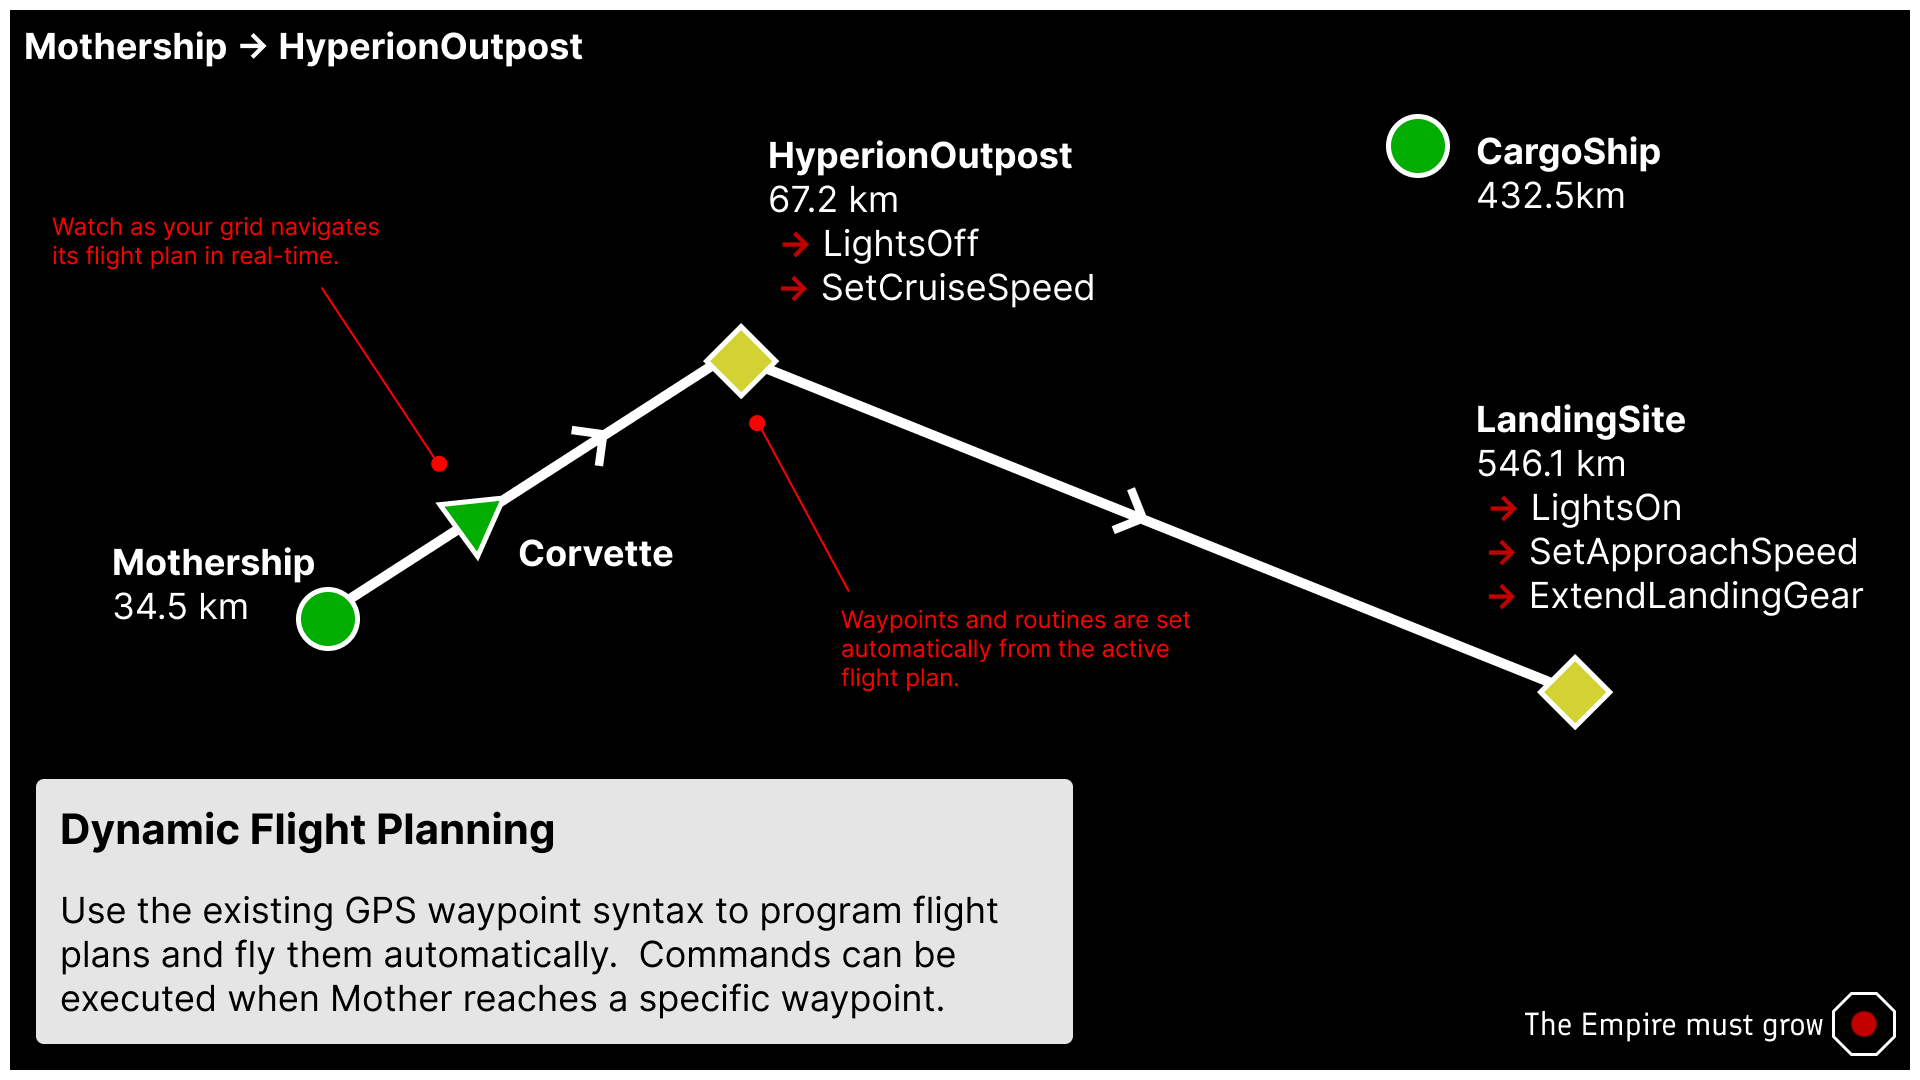 Mothership → HyperionOutpost
HyperionOutpost
67.2 km
→ LightsOff
→ SetCruiseSpeed
CargoShip
432.5km
Watch as your grid navigates
its flight plan in real-time.
LandingSite
546.1 km
→ LightsOn
→ SetApproachSpeed
→ ExtendLandingGear
Mothership
34.5 km
Corvette
Waypoints and routines are set
automatically from the active
flight plan.
Dynamic Flight Planning
Use the existing GPS waypoint syntax to program flight
plans and fly them automatically.  Commands can be
executed when Mother reaches a specific waypoint.
The Empire must grow